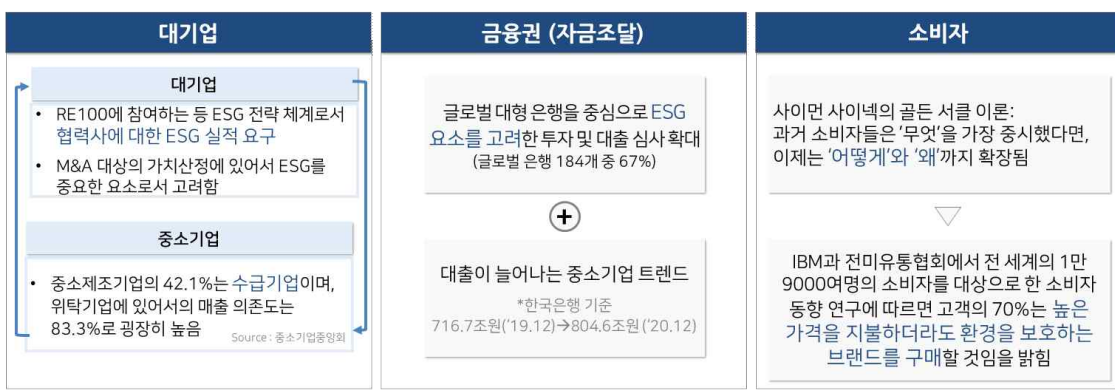 대기업
대기업
• RE100에 참여하는 등 ESG 전략 체계로서
협력사에 대한 ESG 실적 요구
• M&A 대상의 가치산정에 있어서 ESG를
중요한 요소로서 고려함
중소기업
• 중소제조기업의 42.1%는 수급기업이며,
위탁기업에 있어서의 매출 의존도는
83.3%로 굉장히 높음
Source : 중소기업중앙회
금융권 (자금조달)
글로벌 대형 은행을 중심으로 ESG
요소를 고려한 투자 및 대출 심사 확대
(글로벌 은행 184개 중 67%)
+
대출이 늘어나는 중소기업 트렌드
*한국은행 기준
716.7조원('19.12)→804.6조원('20.12)
소비자
사이먼 사이넥의 골든 서클 이론:
과거 소비자들은 '무엇'을 가장 중시했다면,
이제는 '어떻게'와 '왜'까지 확장됨
IBM과 전미유통협회에서 전 세계의 1만
9000여명의 소비자를 대상으로 한 소비자
동향 연구에 따르면 고객의 70%는 높은
가격을 지불하더라도 환경을 보호하는
브랜드를 구매할 것임을 밝힘